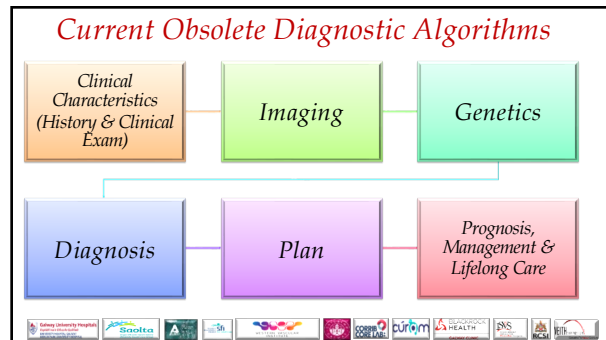 Current Obsolete Diagnostic Algorithms
Clinical
Characteristics
(History & Clinical
Exam)
Imaging
Genetics
Diagnosis
Plan
Prognosis,
Management &
Lifelong Care
Galway University Hospitals
Saolta
CORRIB
CORE LAB
cúram
BLACKROCK
HEALTH
RCSI